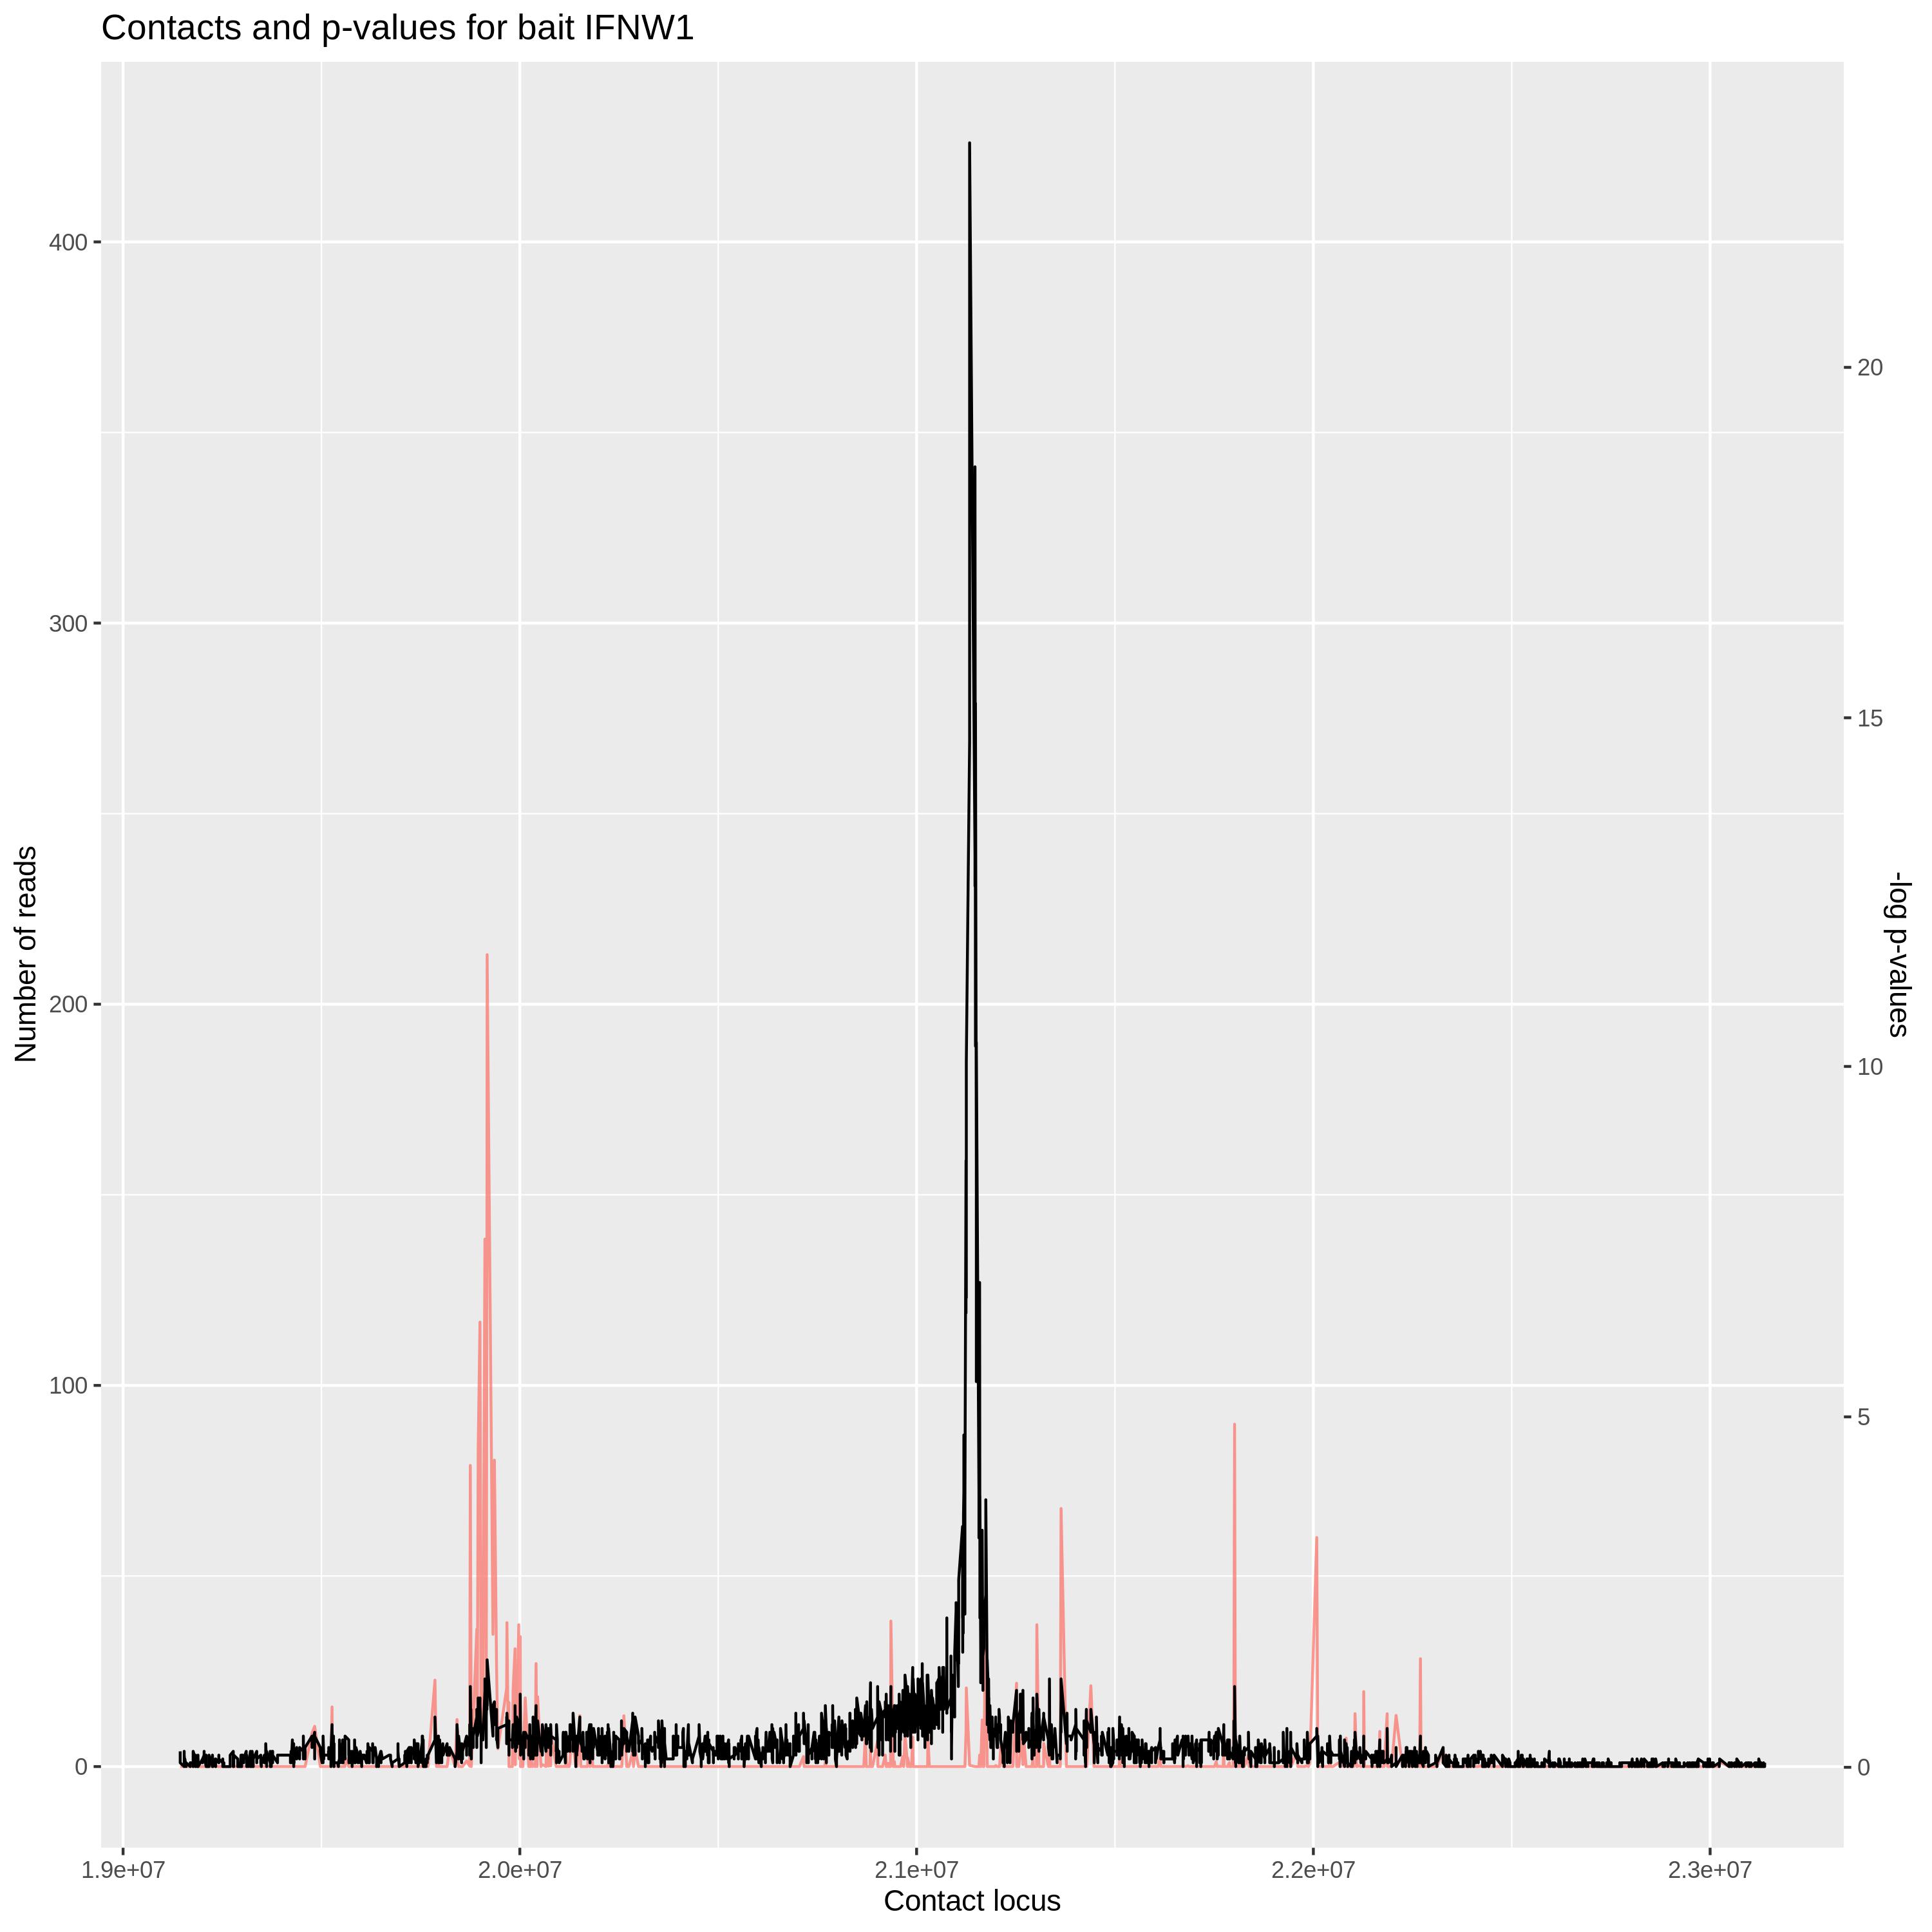 Contacts and p-values for bait IFNW1
Number of reads
400
300
200
100
0
20
15
10
5
0
-log p-values
1.9e+07
2.0e+07
2.1e+07
2.2e+07
2.3e+07
Contact locus